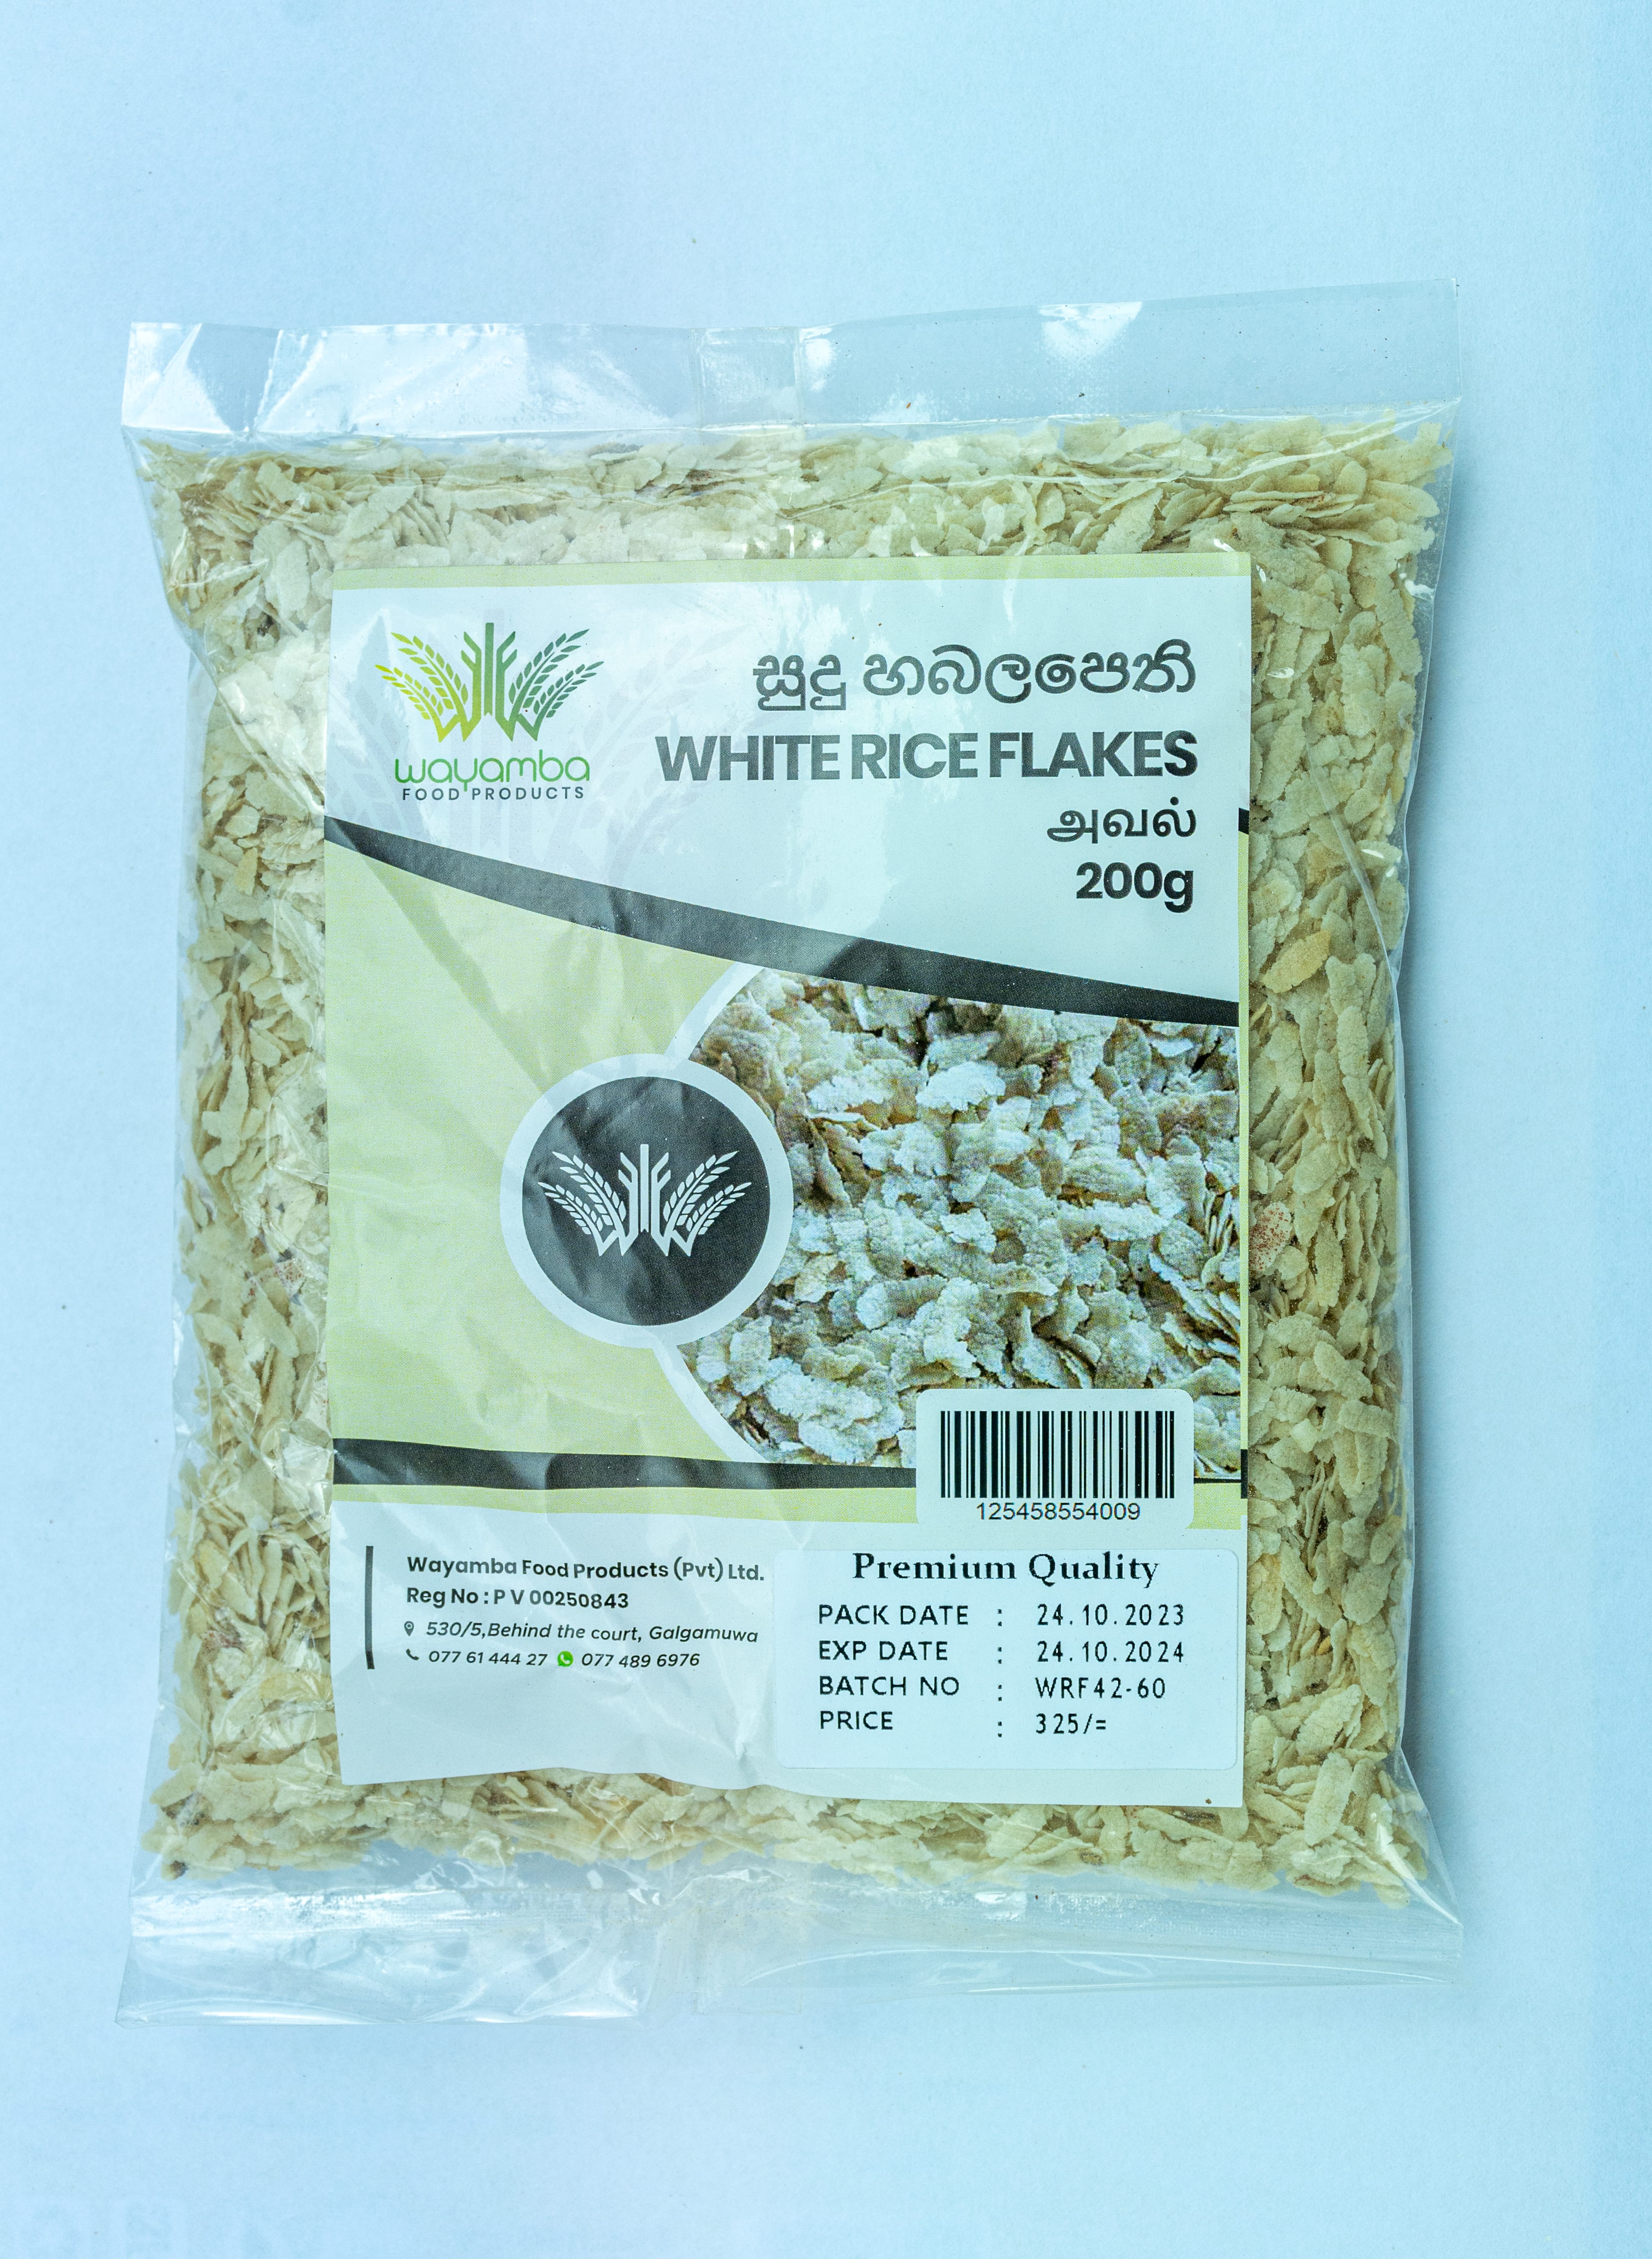 wayamba
FOOD PRODUCTS
සුදු හබලපෙති
WHITE RICE FLAKES
அவல்
200g
125458554009
Wayamba Food Products (Pvt) Ltd.
Reg No : P V 00250843
530/5,Behind the court, Galgamuwa
077 61 444 27 077 489 6976
Premium Quality
PACK DATE : 24.10.2023
EXP DATE : 24.10.2024
BATCH NO : WRF42-60
PRICE : 325/=